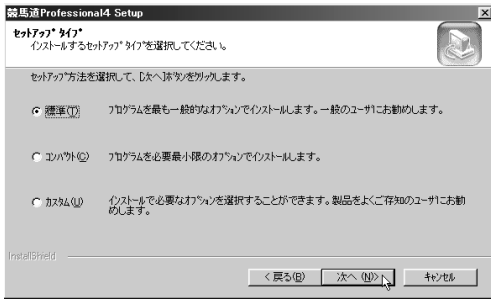 競馬道Professional4 Setup
ｾｯﾄｱｯﾌﾟ ﾀｲﾌﾟ
ｲﾝｽﾄｰﾙするｾｯﾄｱｯﾌﾟ ﾀｲﾌﾟを選択してください。
ｾｯﾄｱｯﾌﾟ方法を選択して、[次へ]ﾎﾞﾀﾝをｸﾘｯｸします。
標準(T)
ﾌﾟﾛｸﾞﾗﾑを最も一般的なｵﾌﾟｼｮﾝでｲﾝｽﾄｰﾙします。一般のﾕｰｻﾞにお勧めします。
ｺﾝﾊﾟｸﾄ(C)
ﾌﾟﾛｸﾞﾗﾑを必要最小限のｵﾌﾟｼｮﾝでｲﾝｽﾄｰﾙします。
ｶｽﾀﾑ(U)
ｲﾝｽﾄｰﾙで必要なｵﾌﾟｼｮﾝを選択することができます。製品をよくご存知のﾕｰｻﾞにお勧
めします。
InstallShield
< 戻る(B)
次へ (N)>
ｷｬﾝｾﾙ